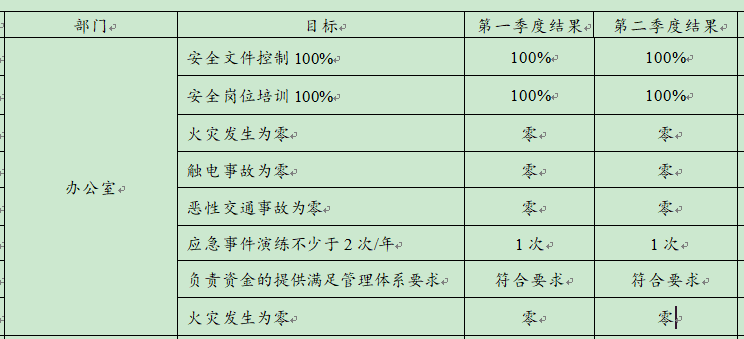 部门 目标 第一季度结果 第二季度结果
安全文件控制 100% 100% 100%
安全岗位培训 100% 100% 100%
火灾发生为零 零 零
触电事故为零 零 零
办公室
恶性交通事故为零 零 零
应急事件演练不少于 2 次/年 1 次 1 次
负责资金的提供满足管理体系要求 符合要求 符合要求
火灾发生为零 零 零